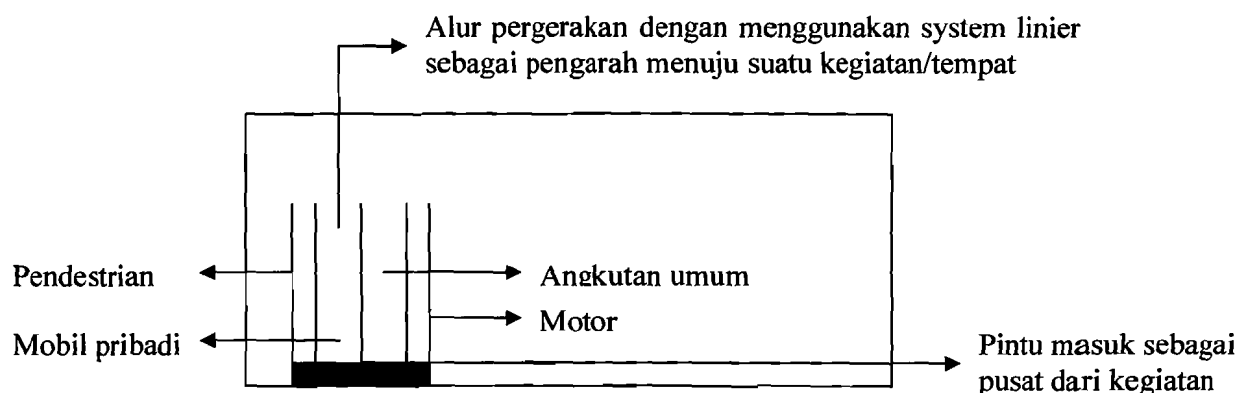 Alur pergerakan dengan menggunakan system linier
sebagai pengarah menuju suatu kegiatan/tempat
Pendestrian
Angkutan umum
Motor
Mobil pribadi
Pintu masuk sebagai
pusat dari kegiatan